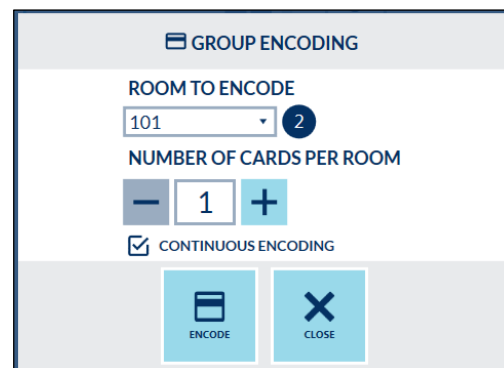 GROUP ENCODING
ROOM TO ENCODE
101 2
NUMBER OF CARDS PER ROOM
1
CONTINUOUS ENCODING
ENCODE CLOSE